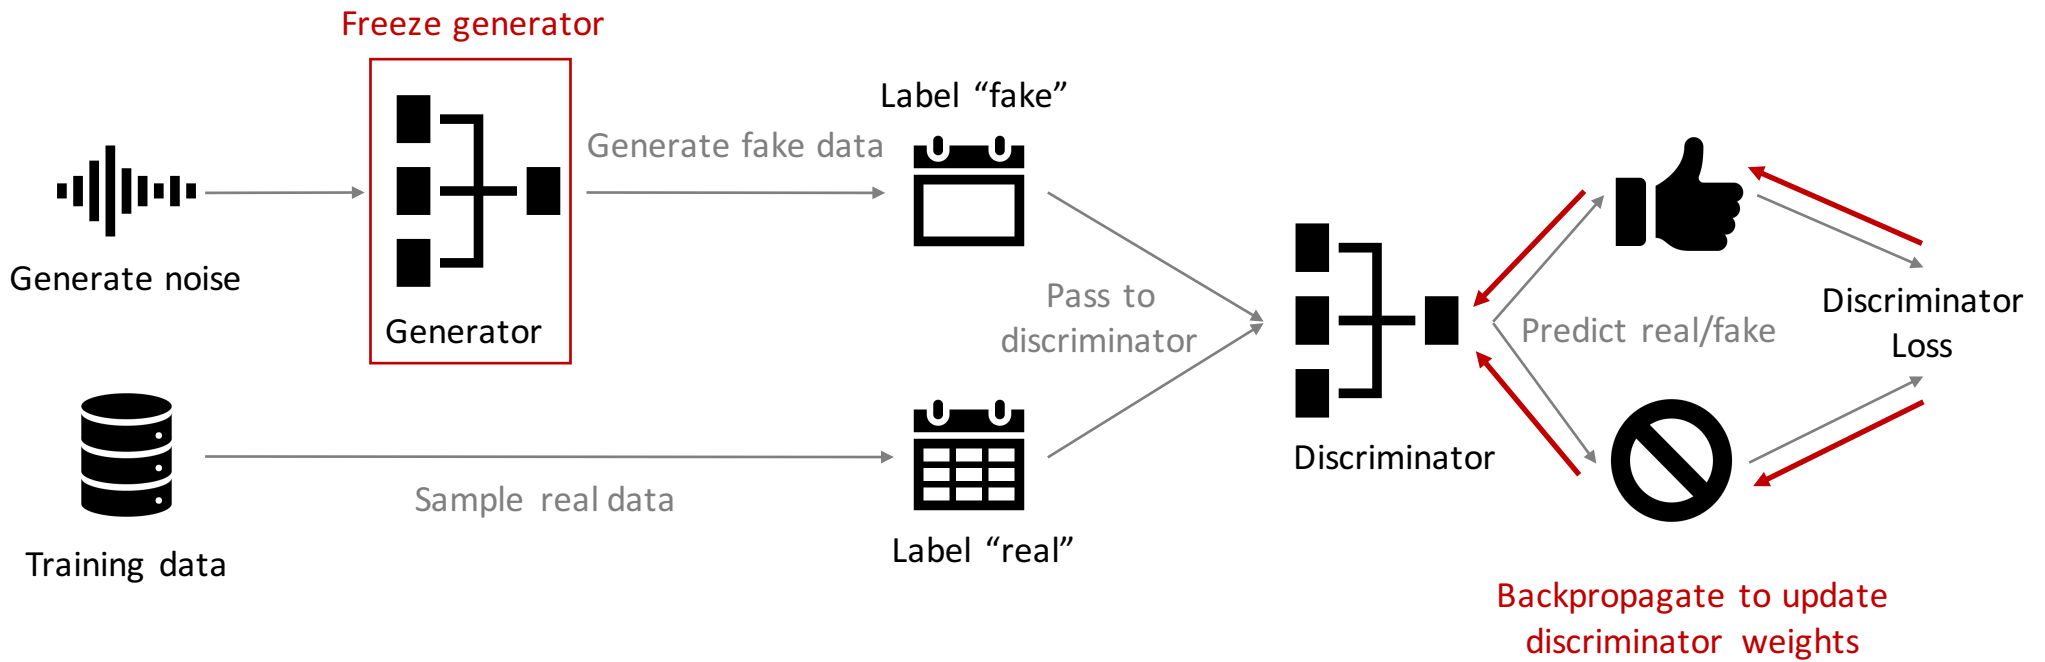 Freeze generator
Label “fake”
Generate fake data
Generate noise
Generator
Pass to
discriminator
Predict real/fake
Discriminator
Loss
Discriminator
Sample real data
Label “real”
Training data
Backpropagate to update
discriminator weights